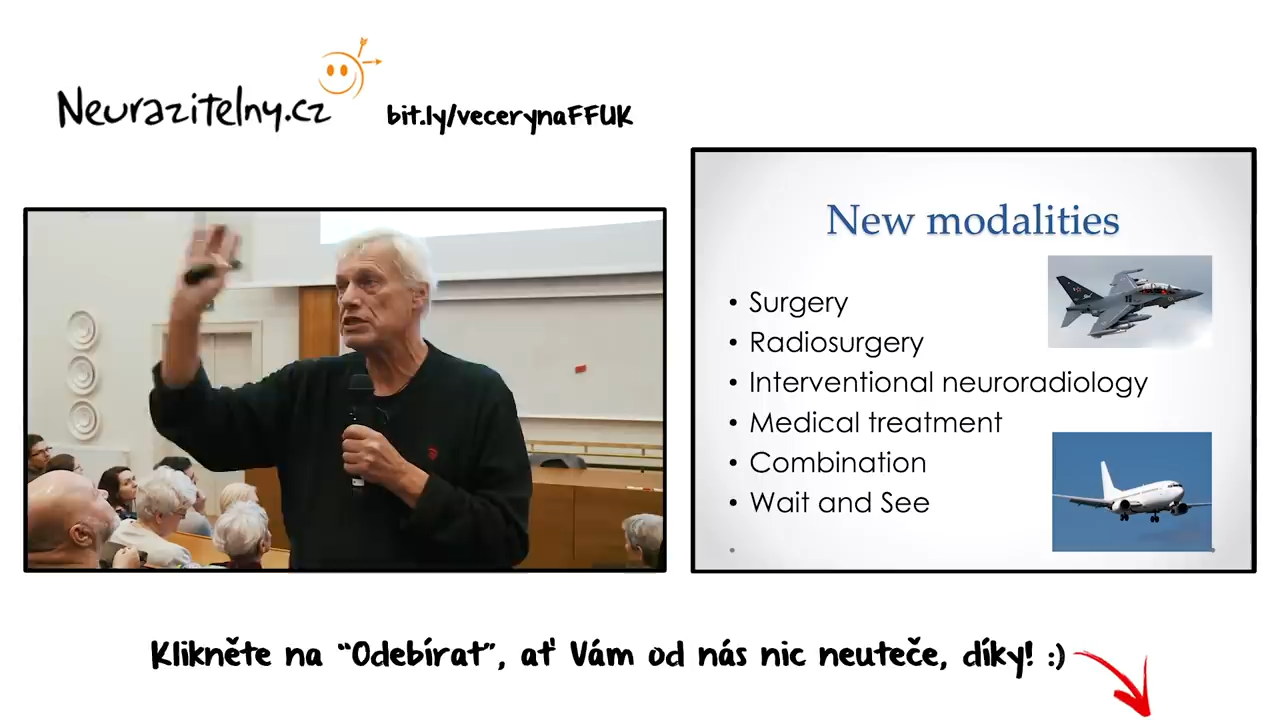 Neurazitelny.cz
bit.ly/vecerynaFFUK
New modalities
• Surgery
• Radiosurgery
• Interventional neuroradiology
• Medical treatment
• Combination
• Wait and See
Klikněte na “Odebírat”, ať Vám od nás nic neuteče, díky! :)